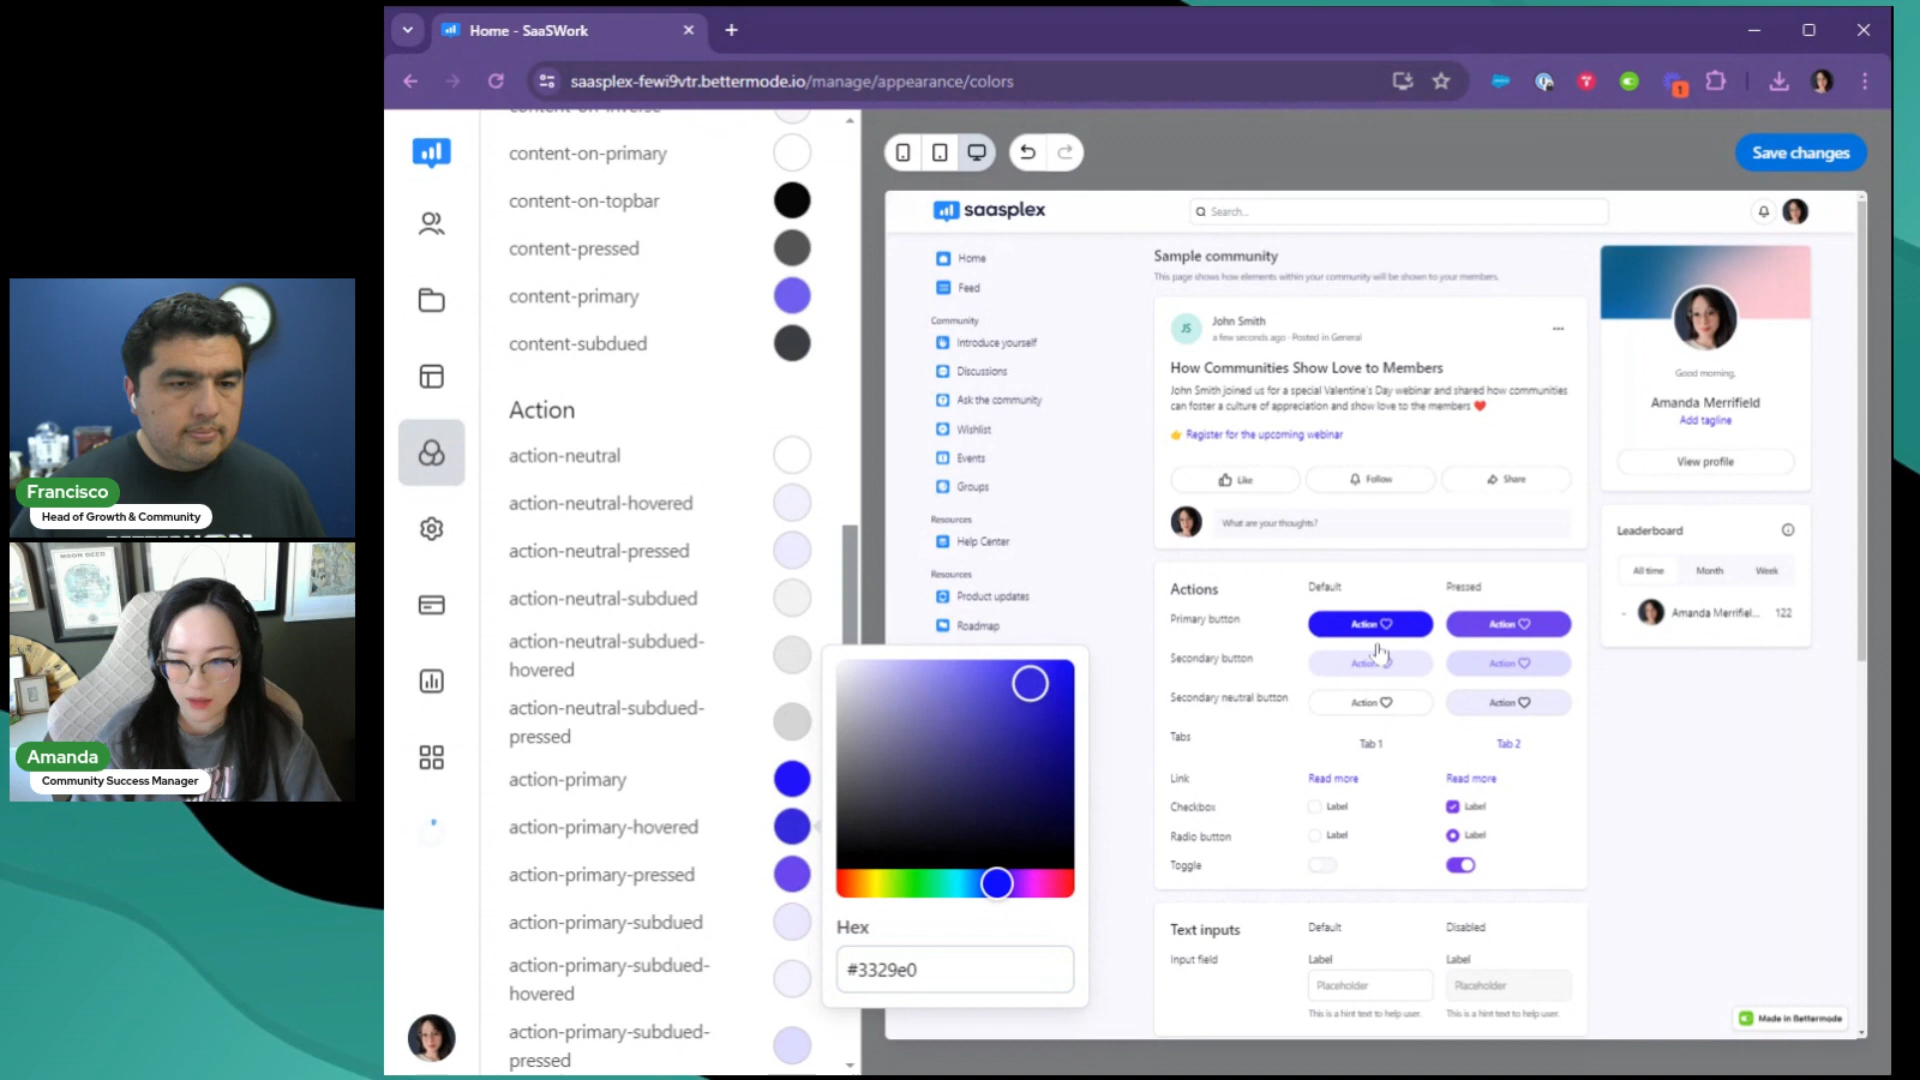 Home - SaaSWork
saasplex-fewi9vtr.bettermode.io/manage/appearance/colors
1
content-on-inverse
content-on-primary
content-on-topbar
content-pressed
content-primary
content-subdued
Action
action-neutral
action-neutral-hovered
action-neutral-pressed
action-neutral-subdued
action-neutral-subdued-
hovered
action-neutral-subdued-
pressed
action-primary
action-primary-hovered
action-primary-pressed
action-primary-subdued
action-primary-subdued-
hovered
action-primary-subdued-
pressed
Hex
#3329e0
Save changes
saasplex
Search...
Home
Feed
Community
Introduce yourself
Discussions
Ask the community
Wishlist
Events
Groups
Resources
Help Center
Resources
Product updates
Roadmap
Sample community
This page shows how elements within your community will be shown to your members.
JS
John Smith
a few seconds ago · Posted in General
How Communities Show Love to Members
John Smith joined us for a special Valentine's Day webinar and shared how communities
can foster a culture of appreciation and show love to the members ❤️
👉 Register for the upcoming webinar
Like
Follow
Share
What are your thoughts?
Actions
Default
Pressed
Primary button
Action
Action
Secondary button
Action
Action
Secondary neutral button
Action
Action
Tabs
Tab 1
Tab 2
Link
Read more
Read more
Checkbox
Label
Label
Radio button
Label
Label
Toggle
Text inputs
Default
Disabled
Input field
Label
Label
Placeholder
Placeholder
This is a hint text to help user.
This is a hint text to help user.
Good morning,
Amanda Merrifield
Add tagline
View profile
Leaderboard
All time
Month
Week
Amanda Merrifiel...
122
Made in Bettermode
Francisco
Head of Growth & Community
MOON SEED
Amanda
Community Success Manager